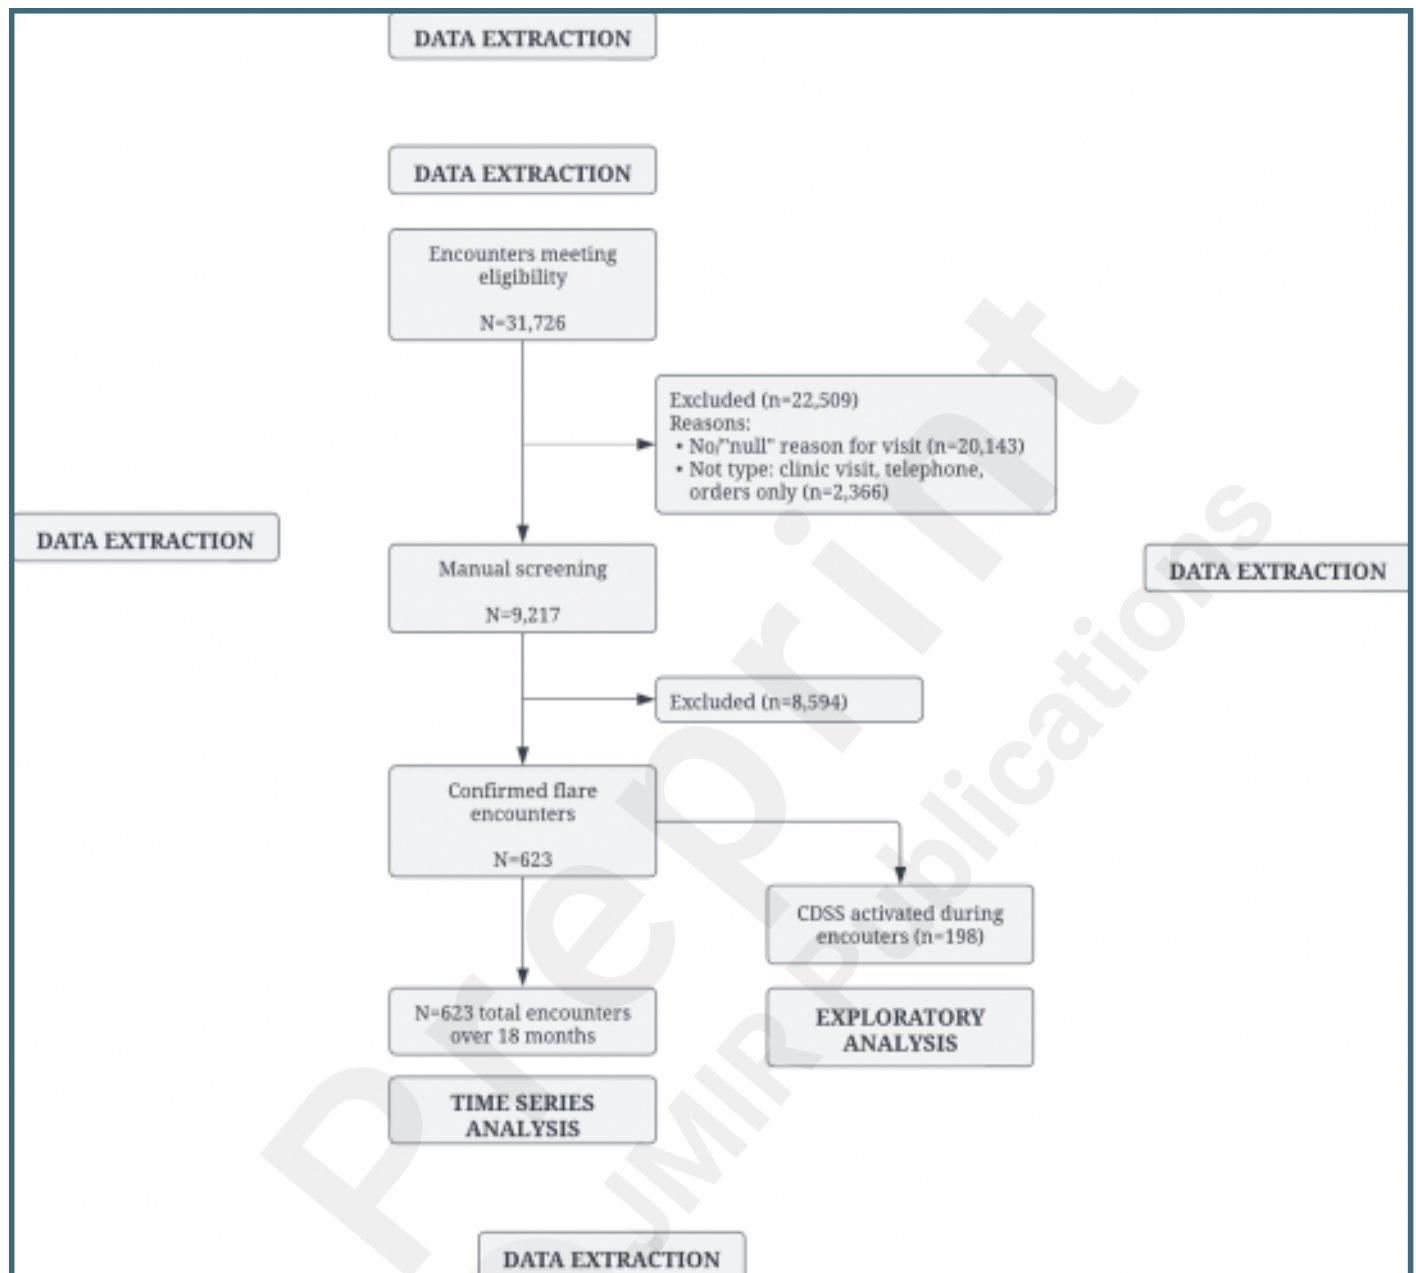 DATA EXTRACTION
DATA EXTRACTION
Encounters meeting
eligibility
N=31,726
Excluded (n=22,509)
Reasons:
• No/"null" reason for visit (n=20,143)
• Not type: clinic visit, telephone,
orders only (n=2,366)
DATA EXTRACTION
Manual screening
N=9,217
DATA EXTRACTION
Excluded (n=8,594)
Confirmed flare
encounters
N=623
CDSS activated during
encouters (n=198)
N=623 total encounters
over 18 months
EXPLORATORY
ANALYSIS
TIME SERIES
ANALYSIS
DATA EXTRACTION
Preprint
JMIR Publications